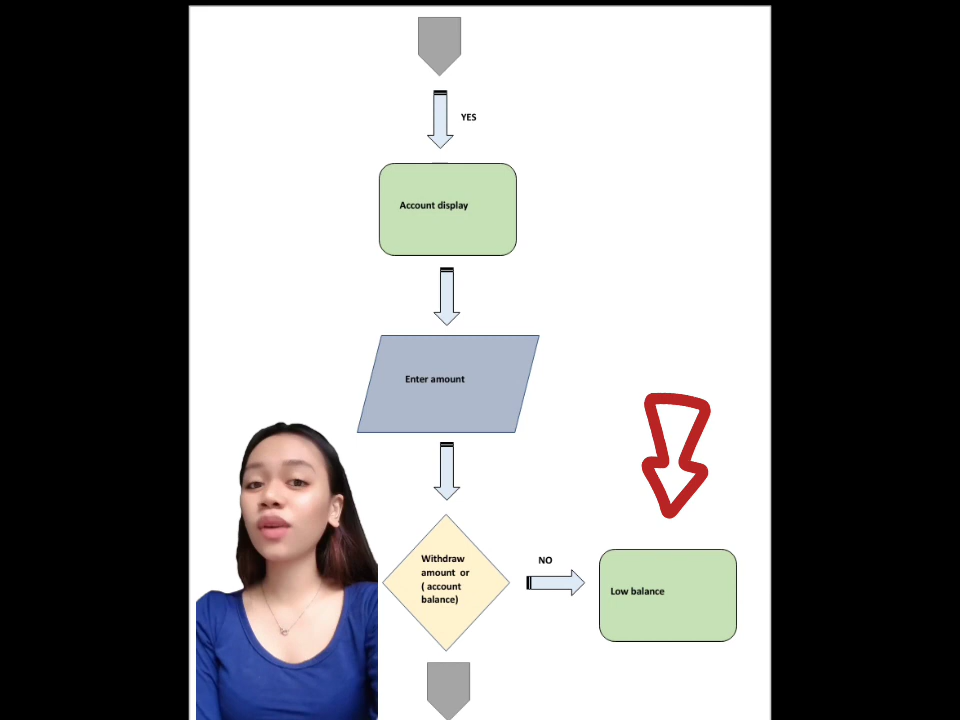 YES
Account display
Enter amount
Withdraw
amount or
( account
balance)
NO
Low balance